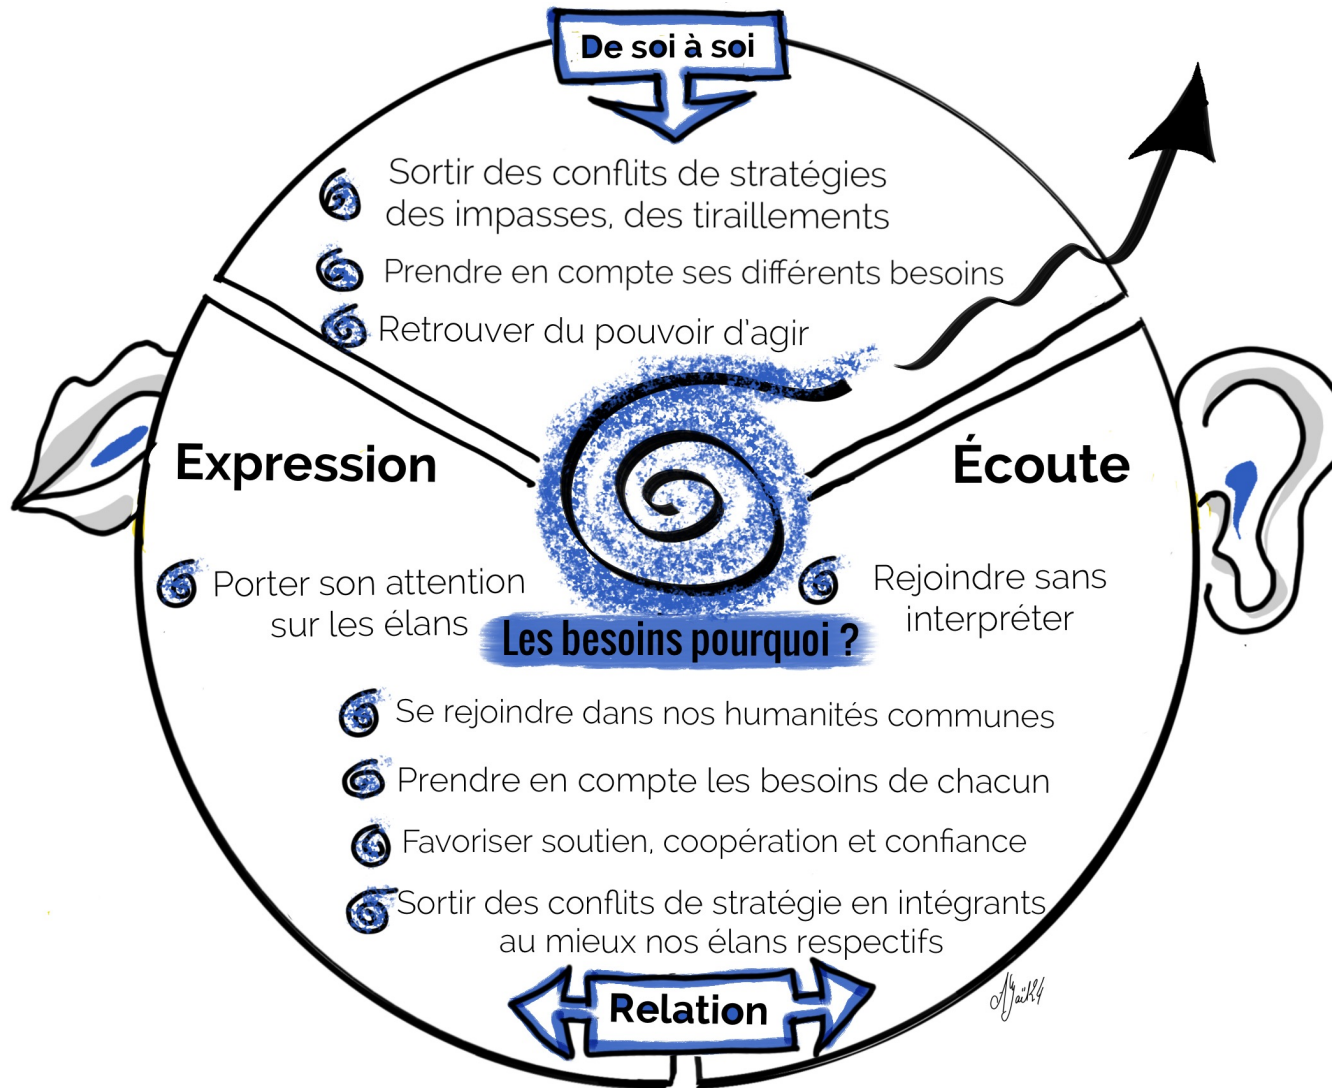 De soi à soi
Sortir des conflits de stratégies
des impasses, des tiraillements
Prendre en compte ses différents besoins
Retrouver du pouvoir d'agir
Expression
Écoute
Porter son attention
sur les élans
Rejoindre sans
interpréter
Les besoins pourquoi ?
Se rejoindre dans nos humanités communes
Prendre en compte les besoins de chacun
Favoriser soutien, coopération et confiance
Sortir des conflits de stratégie en intégrants
au mieux nos élans respectifs
Relation